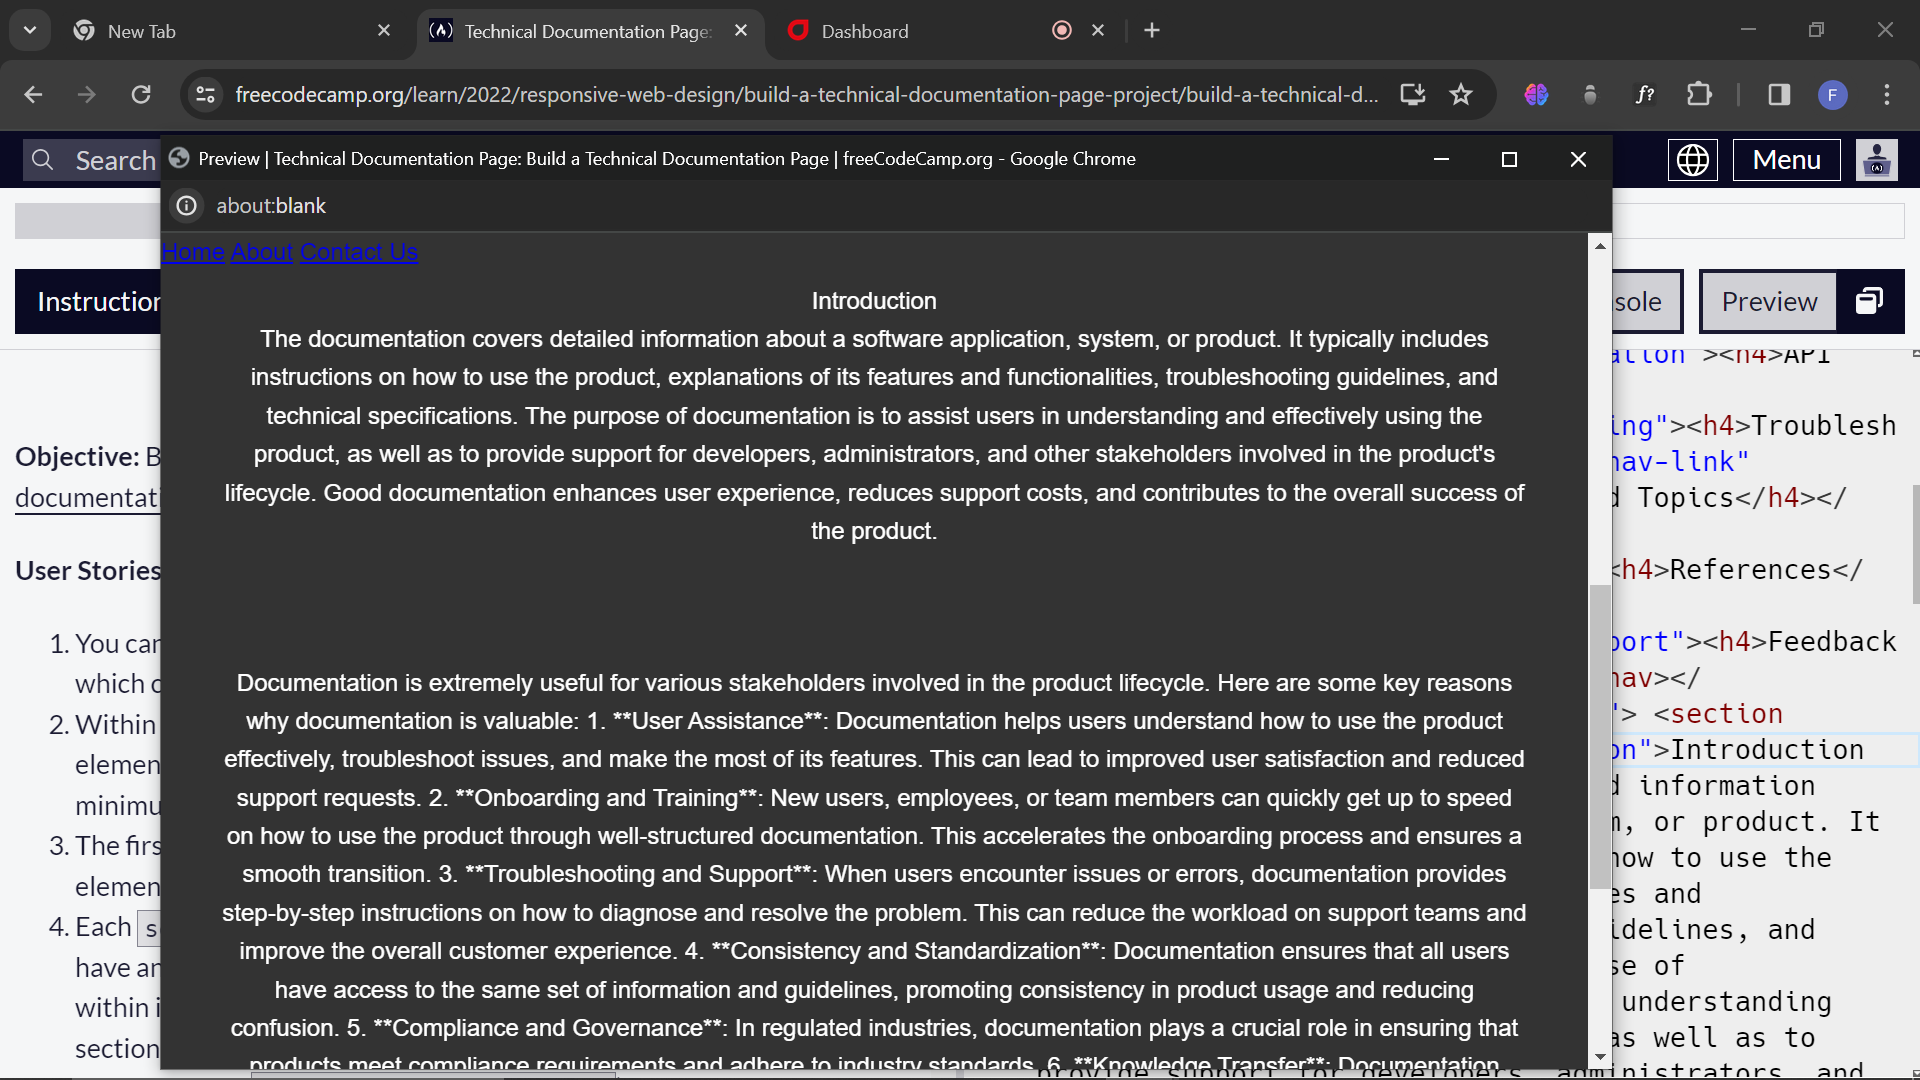 New Tab
Technical Documentation Page:
Dashboard
freecodecamp.org/learn/2022/responsive-web-design/build-a-technical-documentation-page-project/build-a-technical-d...
f?
F
Search
Preview | Technical Documentation Page: Build a Technical Documentation Page | freeCodeCamp.org - Google Chrome
Menu
about:blank
Home About Contact Us
Instruction
sole
Preview
Introduction
The documentation covers detailed information about a software application, system, or product. It typically includes
instructions on how to use the product, explanations of its features and functionalities, troubleshooting guidelines, and
technical specifications. The purpose of documentation is to assist users in understanding and effectively using the
product, as well as to provide support for developers, administrators, and other stakeholders involved in the product's
lifecycle. Good documentation enhances user experience, reduces support costs, and contributes to the overall success of
the product.
Documentation is extremely useful for various stakeholders involved in the product lifecycle. Here are some key reasons
why documentation is valuable: 1. **User Assistance**: Documentation helps users understand how to use the product
effectively, troubleshoot issues, and make the most of its features. This can lead to improved user satisfaction and reduced
support requests. 2. **Onboarding and Training**: New users, employees, or team members can quickly get up to speed
on how to use the product through well-structured documentation. This accelerates the onboarding process and ensures a
smooth transition. 3. **Troubleshooting and Support**: When users encounter issues or errors, documentation provides
step-by-step instructions on how to diagnose and resolve the problem. This can reduce the workload on support teams and
improve the overall customer experience. 4. **Consistency and Standardization**: Documentation ensures that all users
have access to the same set of information and guidelines, promoting consistency in product usage and reducing
confusion. 5. **Compliance and Governance**: In regulated industries, documentation plays a crucial role in ensuring that
products meet compliance requirements and adhere to industry standards. 6. **Knowledge Transfer**: Documentation
Objective: B
documentati
User Stories
1. You can
which c
2. Within
elemen
minimu
3. The firs
elemen
4. Each s
have an
within i
section
ation"><h4>API
ing"><h4>Troublesh
nav-link"
d Topics</h4></
<h4>References</
port"><h4>Feedback
nav></
"> <section
on">Introduction
d information
m, or product. It
how to use the
es and
idelines, and
se of
understanding
as well as to
provide support for developers, administrators, and